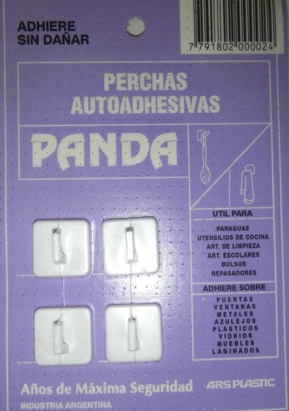 ADHIERE
SIN DAÑAR
7 791802 000024
PERCHAS
AUTOADHESIVAS
PANDA
UTIL PARA
PARAGUAS
UTENSILIOS DE COCINA
ART. DE LIMPIEZA
ART. ESCOLARES
BOLSOS
REPASADORES
ADHIERE SOBRE
PUERTAS
VENTANAS
METALES
AZULEJOS
PLASTICOS
VIDRIOS
MUEBLES
LAMINADOS
Años de Máxima Seguridad
ARS PLASTIC
INDUSTRIA ARGENTINA